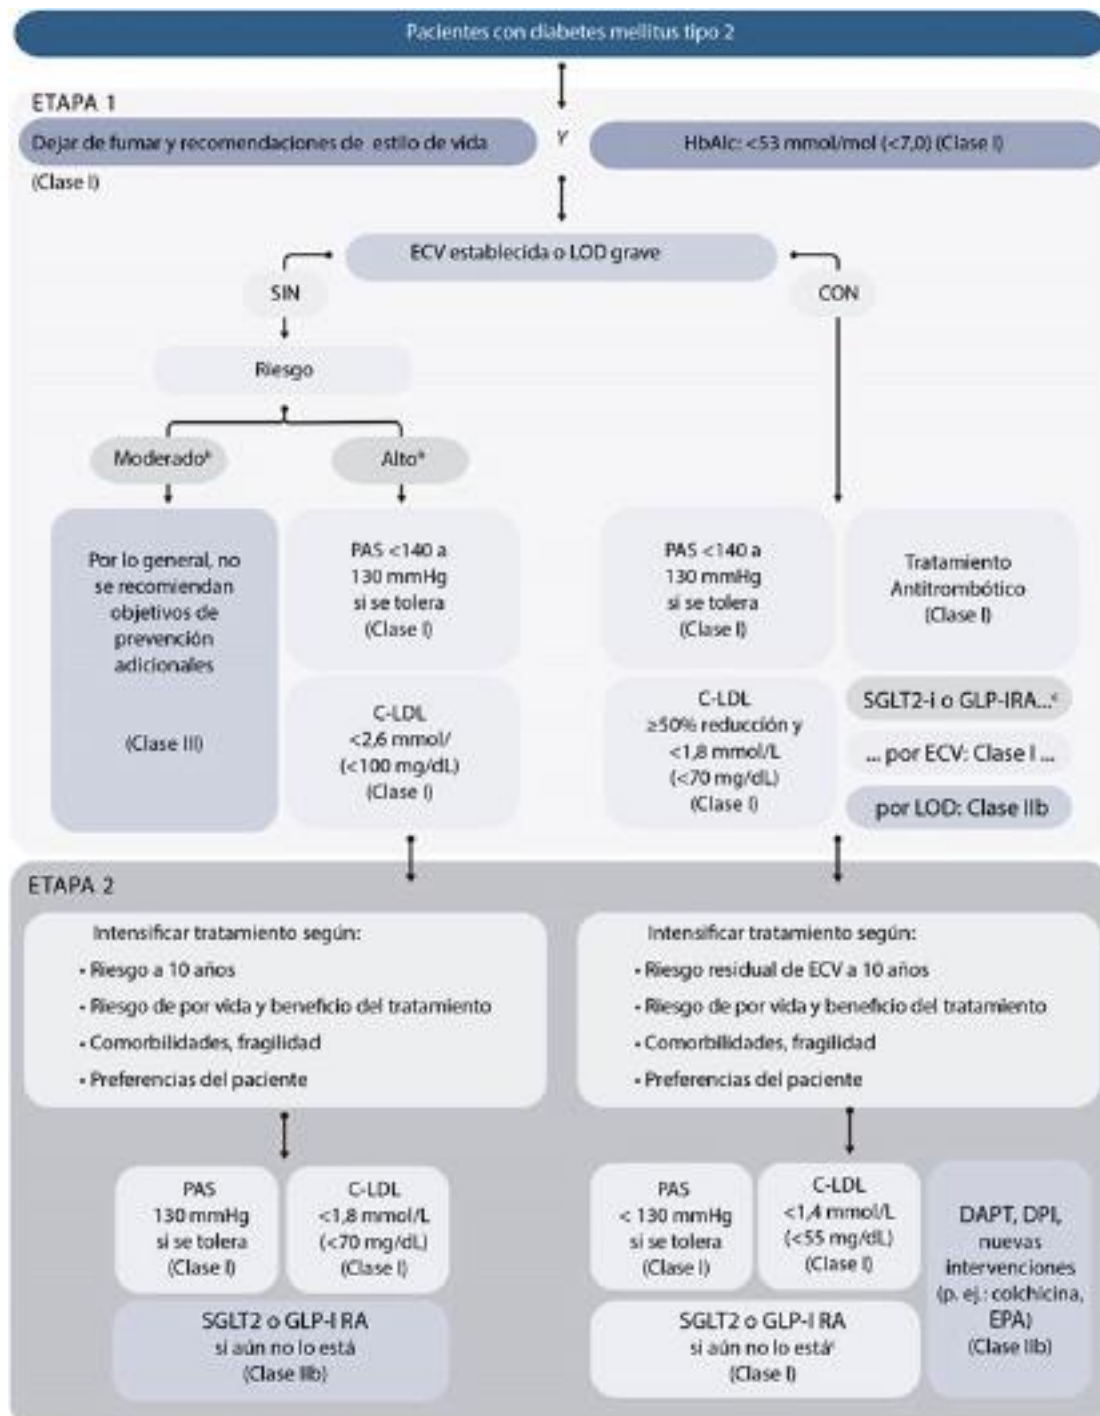 Pacientes con diabetes mellitus tipo 2
ETAPA 1
Dejar de fumar y recomendaciones de estilo de vida
(Clase I)
Y
HbAlc: <53 mmol/mol (<7,0) (Clase I)
ECV establecida o LOD grave
SIN
CON
Riesgo
Moderadoᵇ
Altoᵇ
Por lo general, no
se recomiendan
objetivos de
prevención
adicionales
(Clase III)
PAS <140 a
130 mmHg
si se tolera
(Clase I)
C-LDL
<2,6 mmol/
(<100 mg/dL)
(Clase I)
PAS <140 a
130 mmHg
si se tolera
(Clase I)
C-LDL
≥50% reducción y
<1,8 mmol/L
(<70 mg/dL)
(Clase I)
Tratamiento
Antitrombótico
(Clase I)
SGLT2-i o GLP-IRA...ᶜ
... por ECV: Clase I ...
por LOD: Clase IIb
ETAPA 2
Intensificar tratamiento según:
• Riesgo a 10 años
• Riesgo de por vida y beneficio del tratamiento
• Comorbilidades, fragilidad
• Preferencias del paciente
Intensificar tratamiento según:
• Riesgo residual de ECV a 10 años
• Riesgo de por vida y beneficio del tratamiento
• Comorbilidades, fragilidad
• Preferencias del paciente
PAS
130 mmHg
si se tolera
(Clase I)
C-LDL
<1,8 mmol/L
(<70 mg/dL)
(Clase I)
SGLT2 o GLP-I RA
si aún no lo está
(Clase IIb)
PAS
< 130 mmHg
si se tolera
(Clase I)
C-LDL
<1,4 mmol/L
(<55 mg/dL)
(Clase I)
SGLT2 o GLP-I RA
si aún no lo estáᶜ
(Clase I)
DAPT, DPI,
nuevas
intervenciones
(p. ej.: colchicina,
EPA)
(Clase IIb)